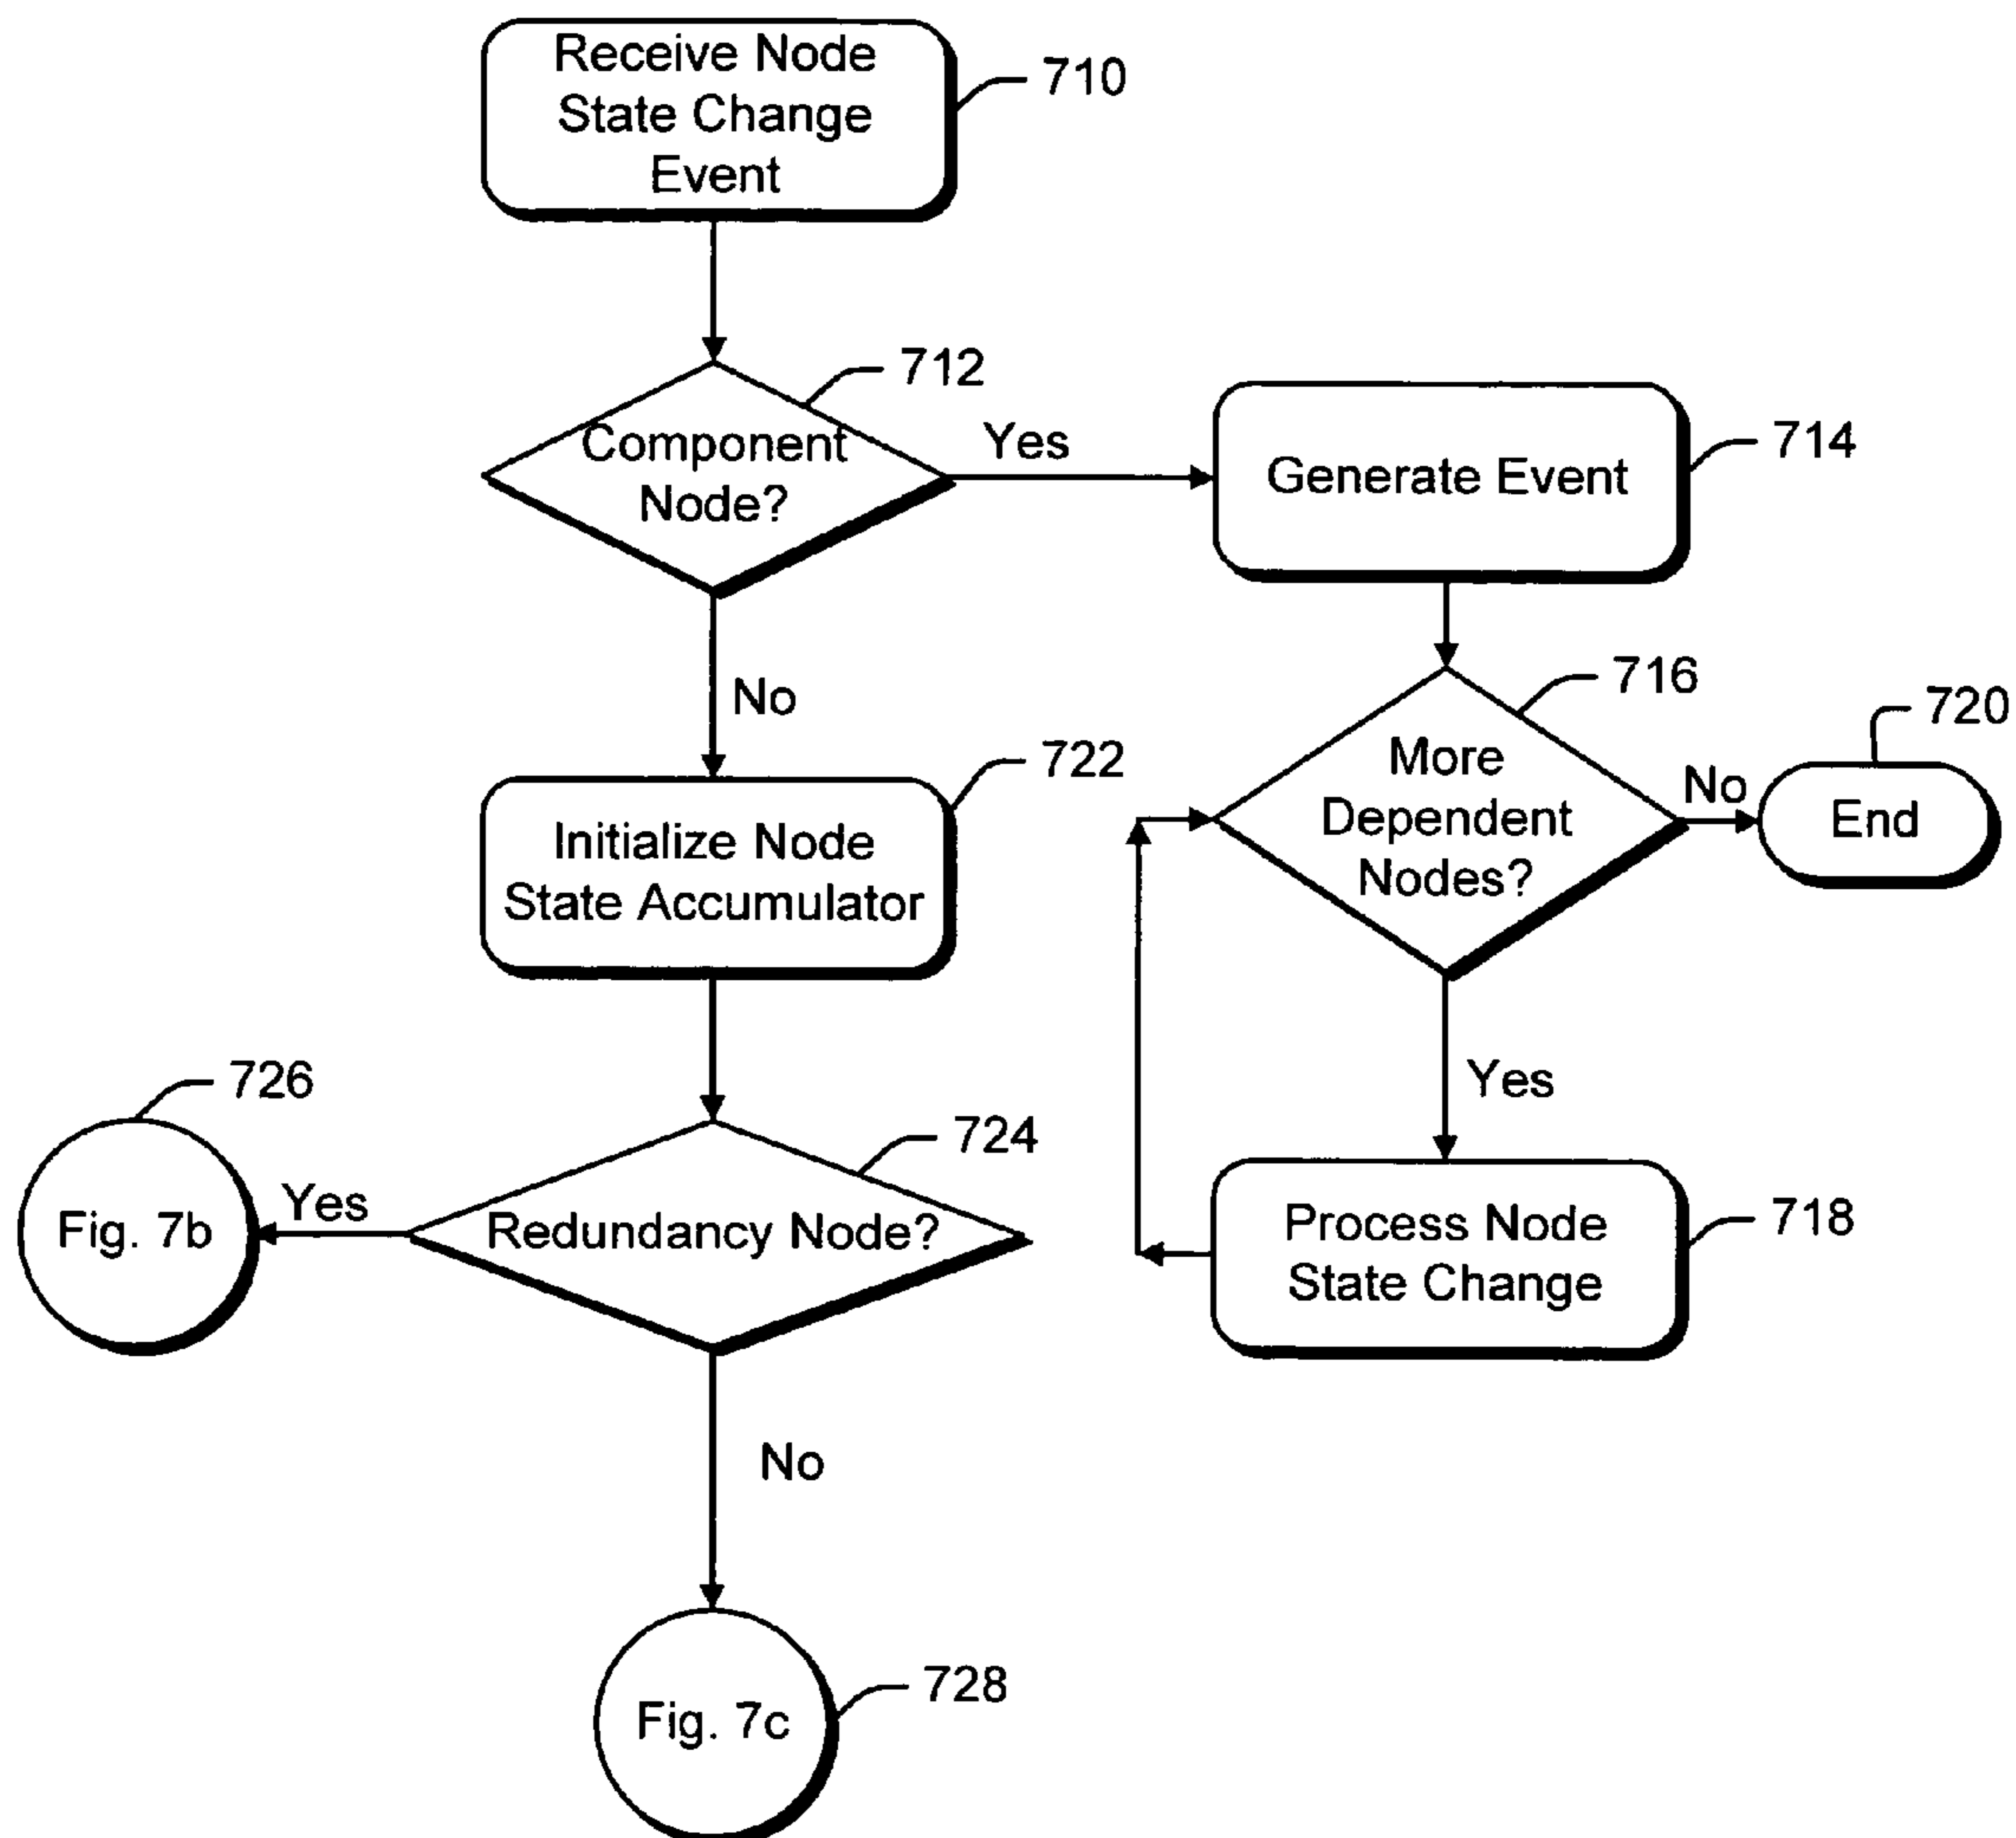 Receive Node
State Change
Event
710
712
Component
Node?
Yes
Generate Event
714
No
716
More
Dependent
Nodes?
No
720
End
722
Initialize Node
State Accumulator
Yes
726
Fig. 7b
Yes
724
Redundancy Node?
Process Node
State Change
718
No
Fig. 7c
728